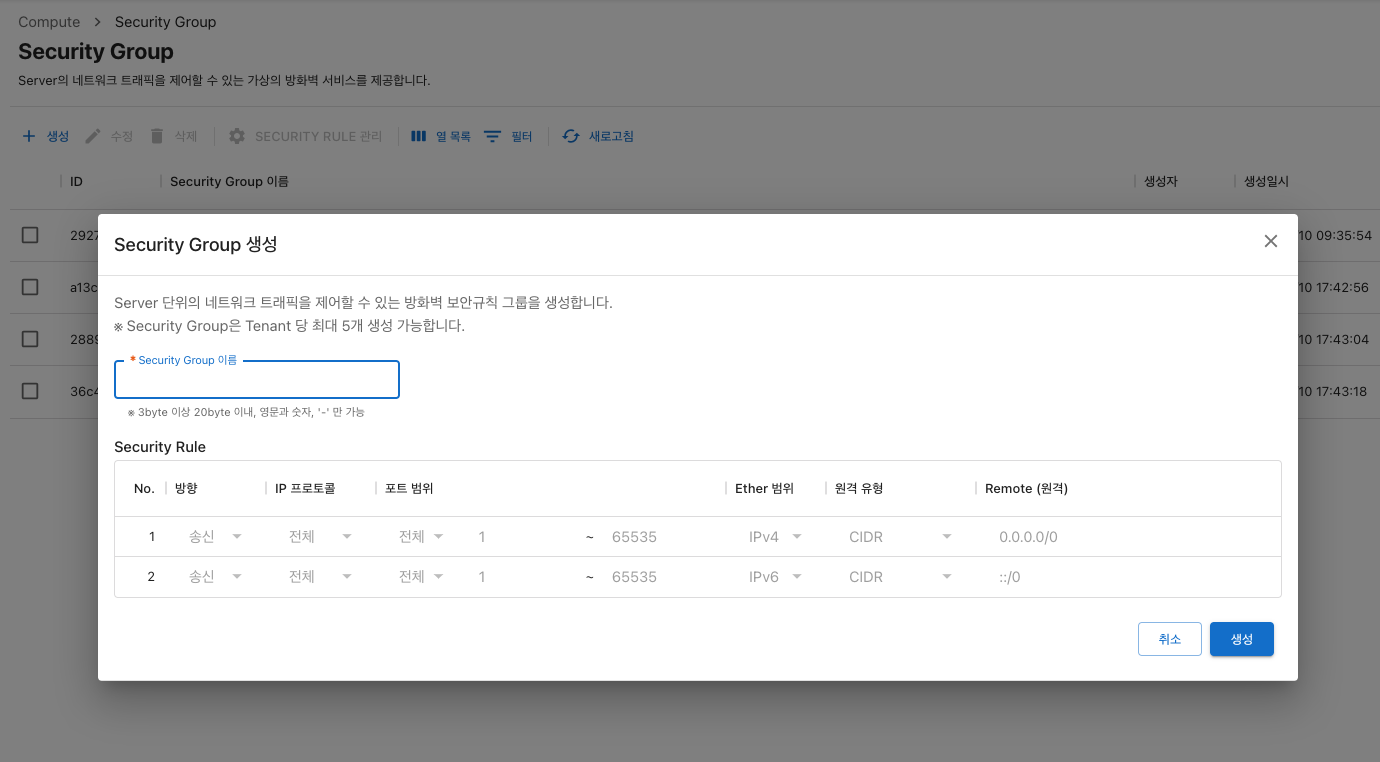 Compute > Security Group
Security Group
Server의 네트워크 트래픽을 제어할 수 있는 가상의 방화벽 서비스를 제공합니다.
+ 생성 수정 삭제 SECURITY RULE 관리 열 목록 필터 새로고침
ID Security Group 이름 생성자 생성일시
2927 10 09:35:54
a13c 10 17:42:56
2889 10 17:43:04
36c4 10 17:43:18
Security Group 생성
Server 단위의 네트워크 트래픽을 제어할 수 있는 방화벽 보안규칙 그룹을 생성합니다.
※ Security Group은 Tenant 당 최대 5개 생성 가능합니다.
* Security Group 이름
※ 3byte 이상 20byte 이내, 영문과 숫자, '-' 만 가능
Security Rule
No. 방향 IP 프로토콜 포트 범위 Ether 범위 원격 유형 Remote (원격)
1 송신 전체 전체 1 ~ 65535 IPv4 CIDR 0.0.0.0/0
2 송신 전체 전체 1 ~ 65535 IPv6 CIDR ::/0
취소 생성